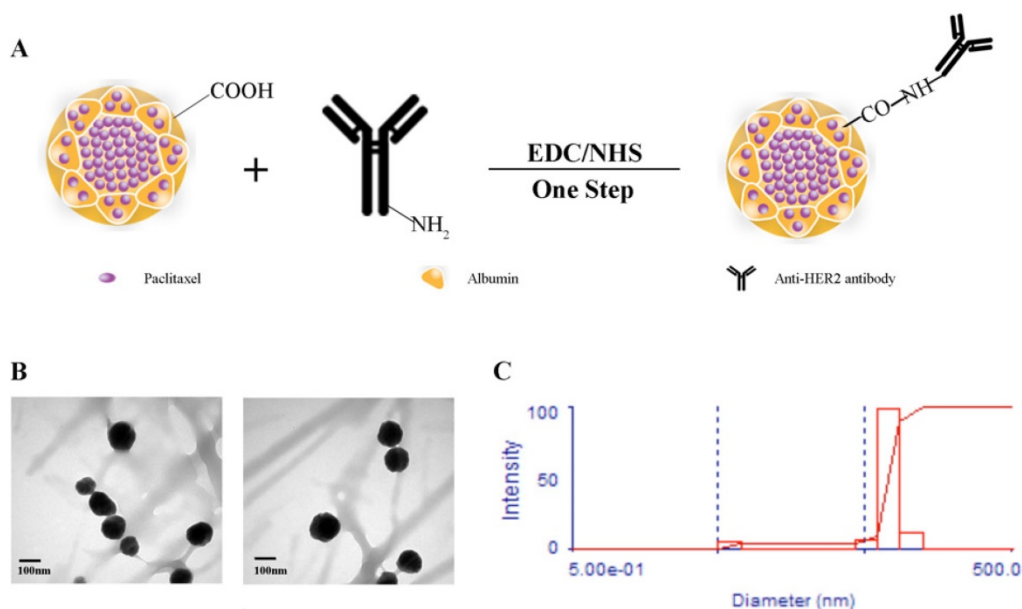 A
COOH
+
NH₂
EDC/NHS
One Step
CO NH
Paclitaxel
Albumin
Anti-HER2 antibody
B
100nm
100nm
C
100
50
0
Intensity
5.00e-01
500.0
Diameter (nm)